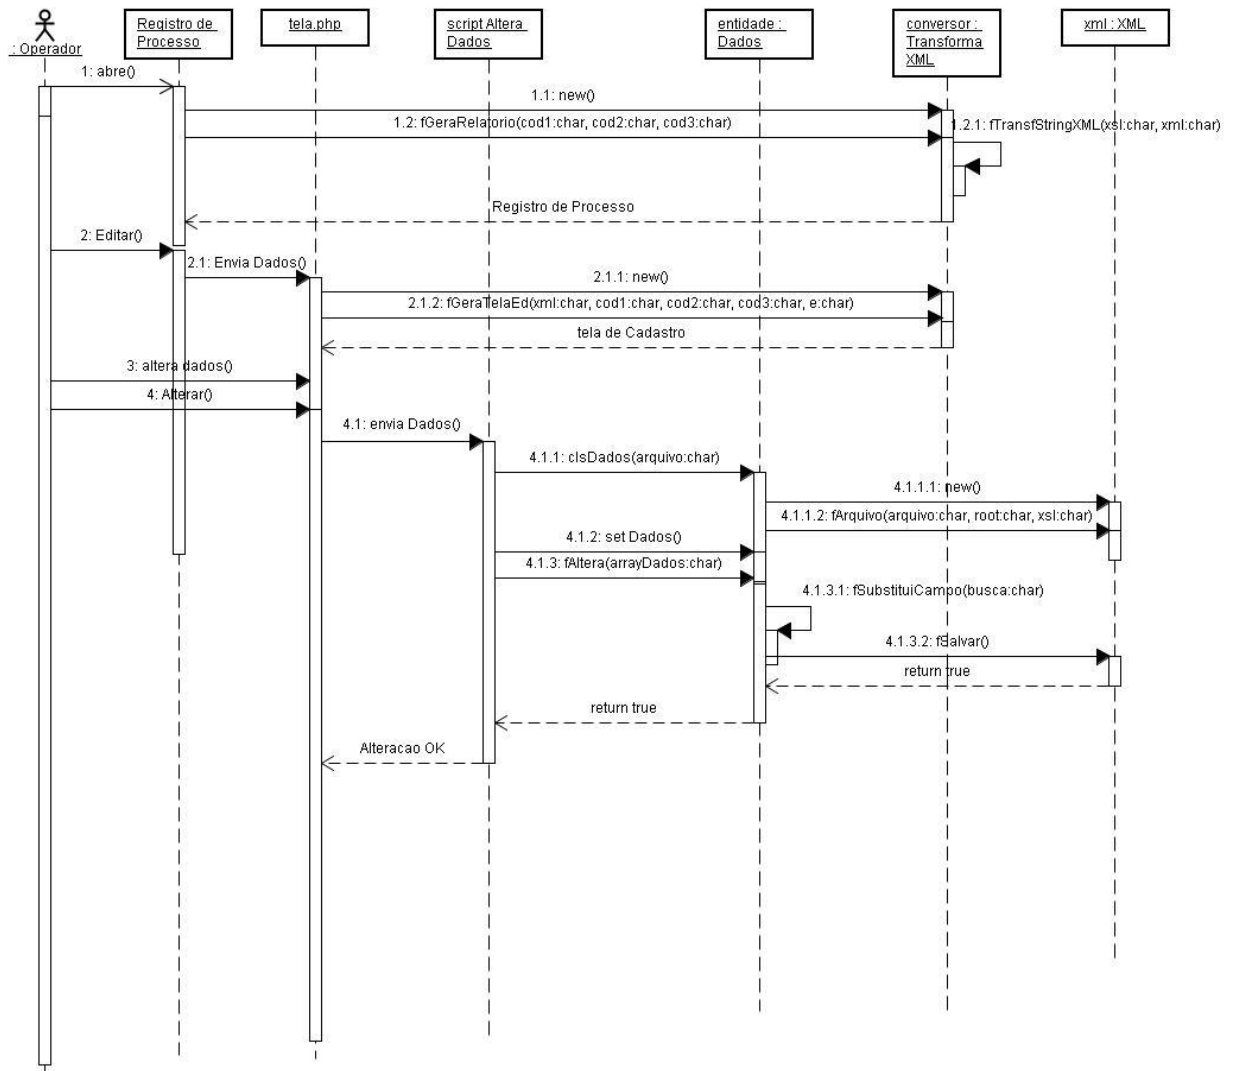 : Operador
Registro de
Processo
tela.php
script Altera
Dados
entidade :
Dados
conversor :
Transforma
XML
xml : XML
1: abre()
1.1: new()
1.2: fGeraRelatorio(cod1:char, cod2:char, cod3:char)
1.2.1: fTransfStringXML(xsl:char, xml:char)
Registro de Processo
2: Editar()
2.1: Envia Dados()
2.1.1: new()
2.1.2: fGeraTelaEd(xml:char, cod1:char, cod2:char, cod3:char, e:char)
tela de Cadastro
3: altera dados()
4: Alterar()
4.1: envia Dados()
4.1.1: clsDados(arquivo:char)
4.1.1.1: new()
4.1.1.2: fArquivo(arquivo:char, root:char, xsl:char)
4.1.2: set Dados()
4.1.3: fAltera(arrayDados:char)
4.1.3.1: fSubstituiCampo(busca:char)
4.1.3.2: fSalvar()
return true
return true
Alteracao OK